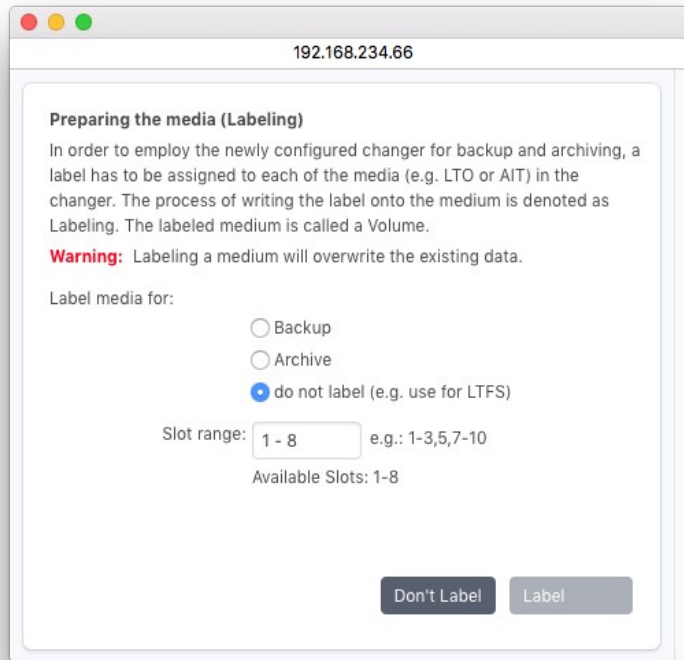 192.168.234.66
Preparing the media (Labeling)
In order to employ the newly configured changer for backup and archiving, a
label has to be assigned to each of the media (e.g. LTO or AIT) in the
changer. The process of writing the label onto the medium is denoted as
Labeling. The labeled medium is called a Volume.
Warning: Labeling a medium will overwrite the existing data.
Label media for:
Backup
Archive
do not label (e.g. use for LTFS)
Slot range: 1 - 8 e.g.: 1-3,5,7-10
Available Slots: 1-8
Don't Label Label